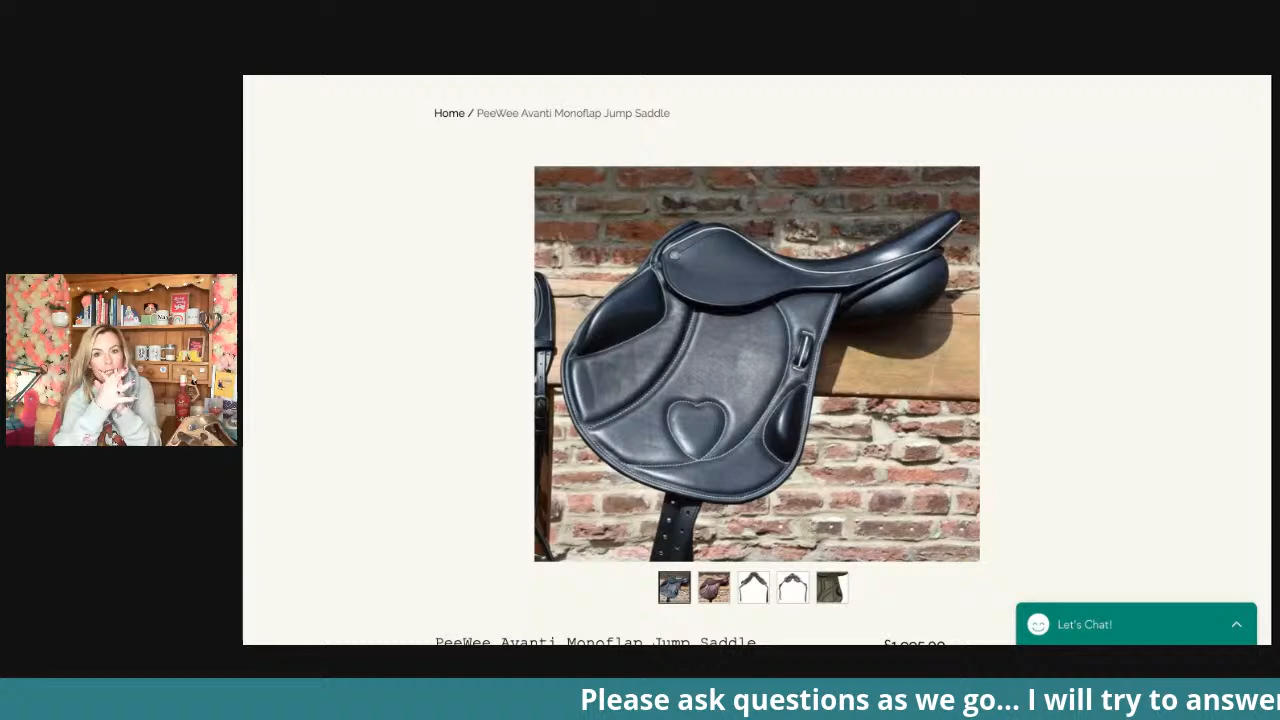 Home / PeeWee Avanti Monoflap Jump Saddle
PeeWee Avanti Monoflap Jump Saddle
Let's Chat!
Please ask questions as we go... I will try to answe